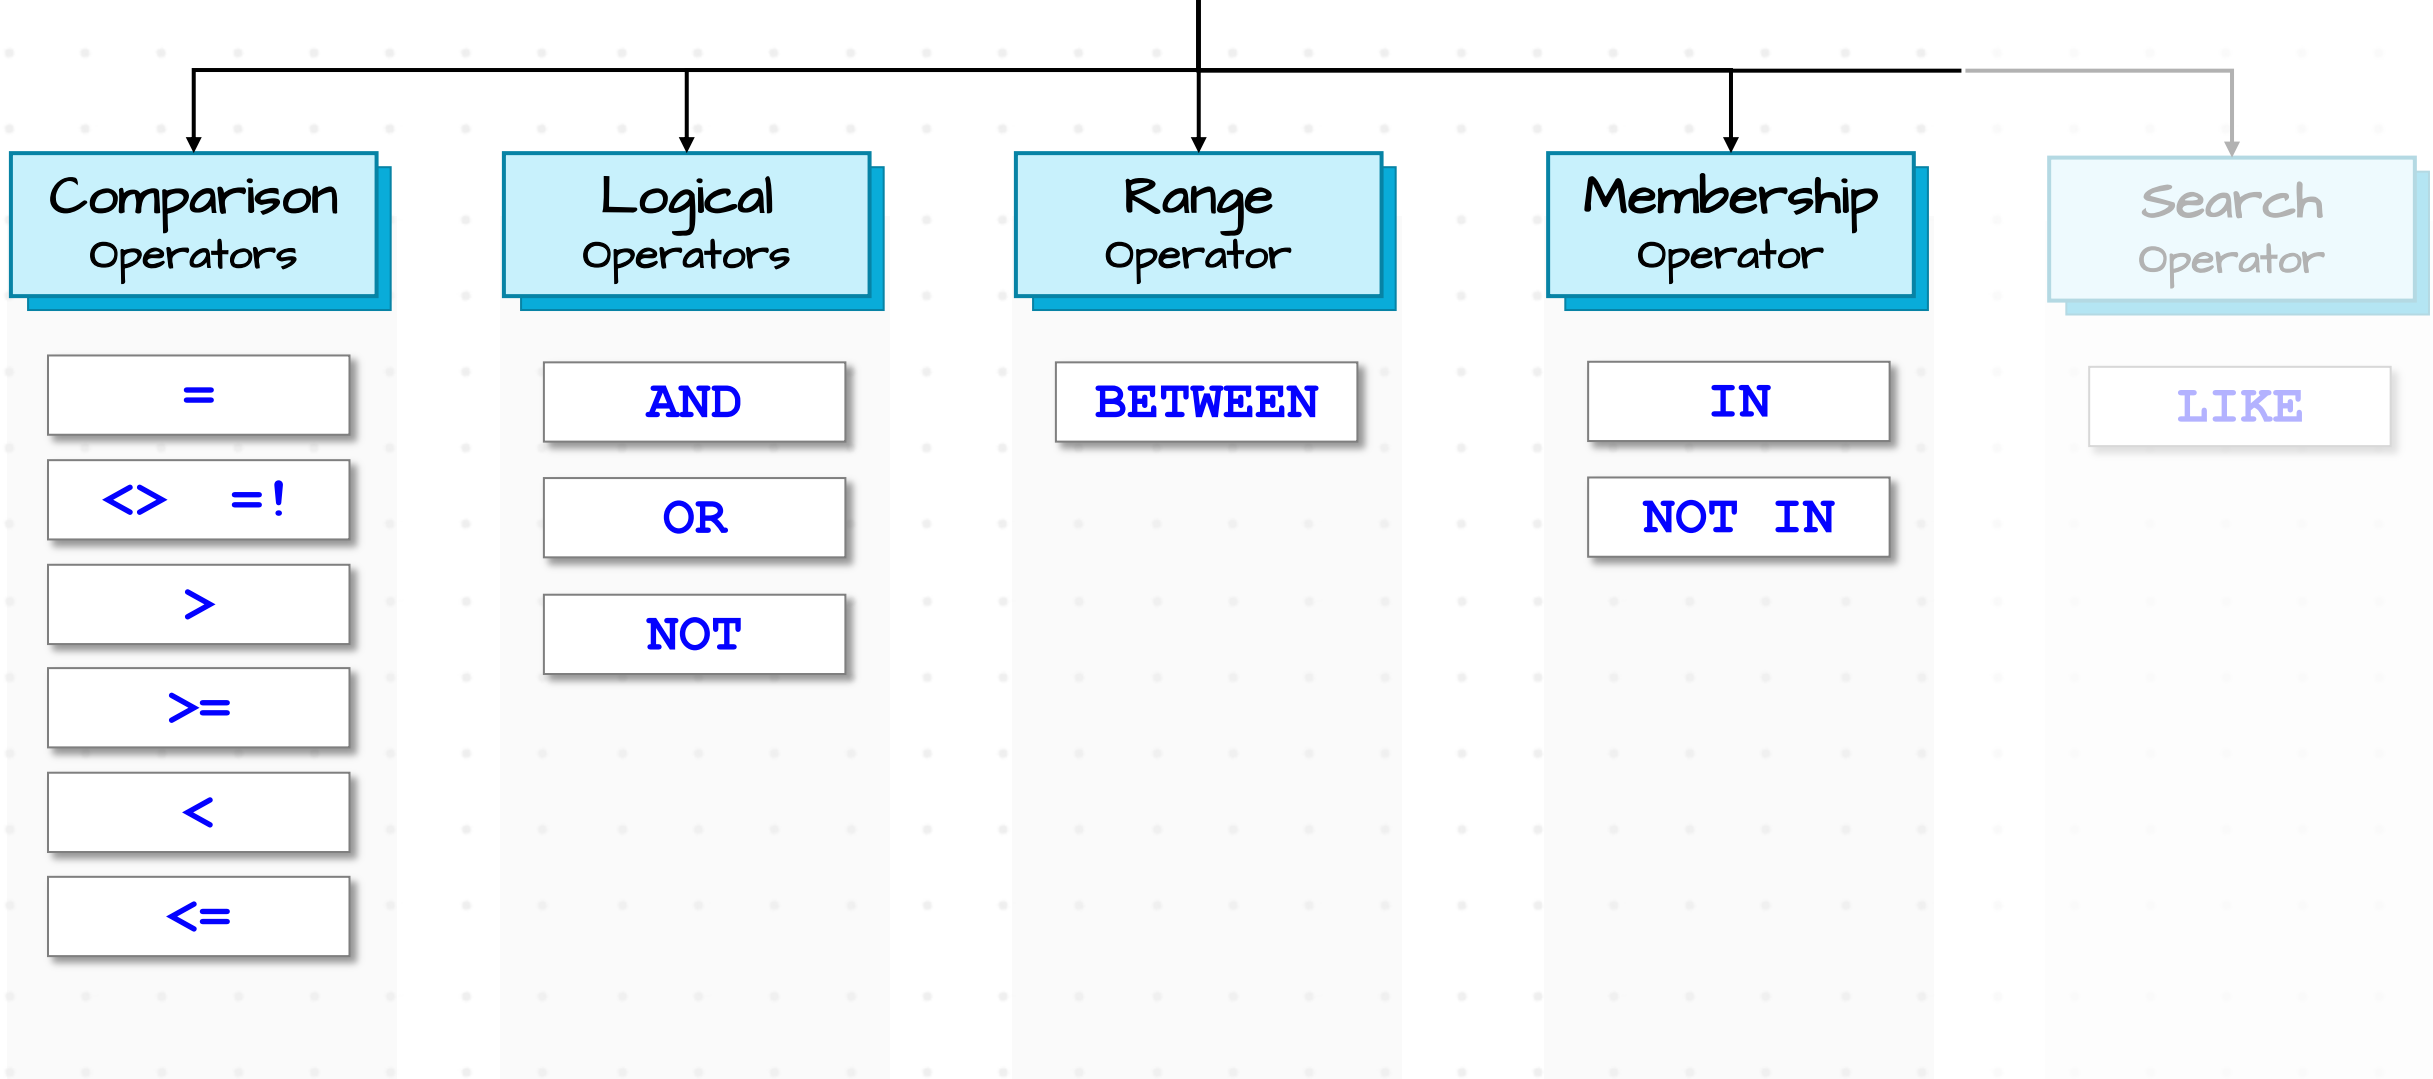 Comparison
Operators
=
<> =!
>
>=
<
<=
Logical
Operators
AND
OR
NOT
Range
Operator
BETWEEN
Membership
Operator
IN
NOT IN
Search
Operator
LIKE